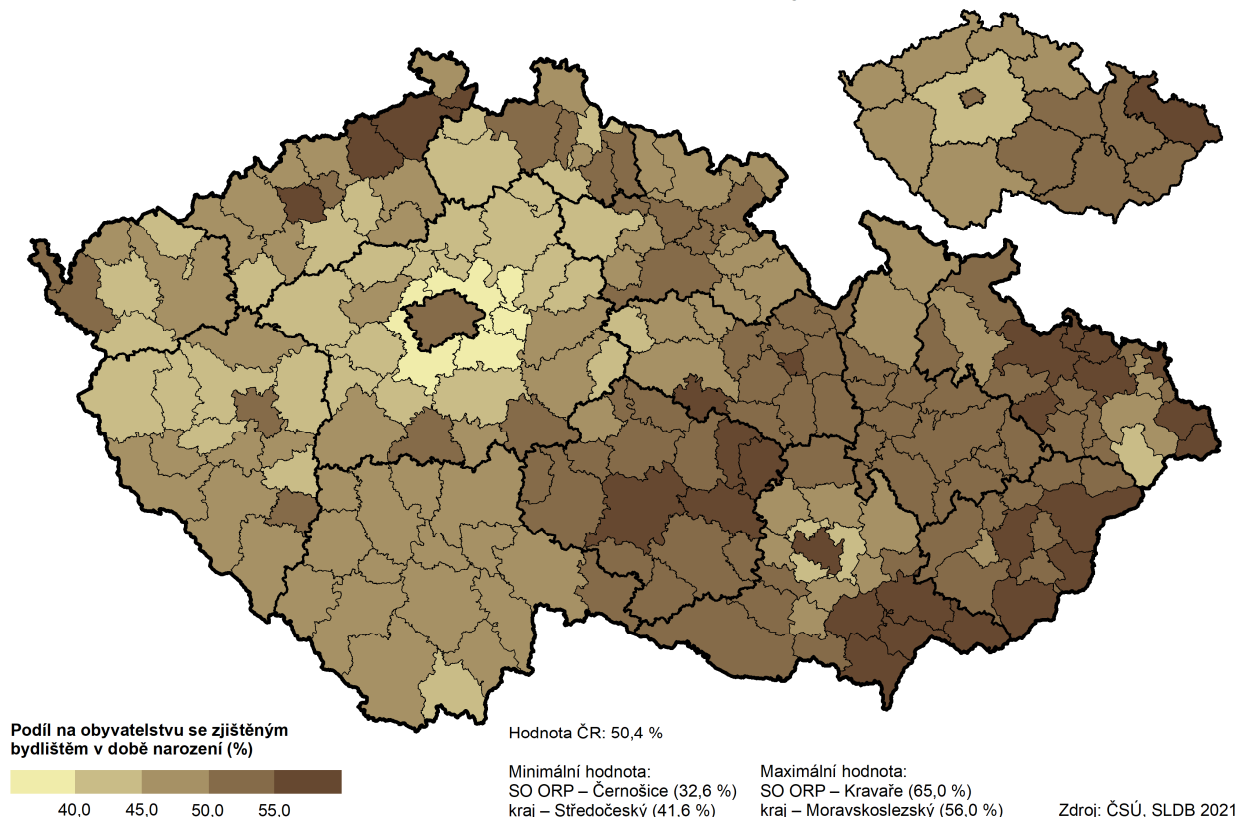 Podíl na obyvatelstvu se zjištěným
bydlištěm v době narození (%)
40,0 45,0 50,0 55,0
Hodnota ČR: 50,4 %
Minimální hodnota:
SO ORP – Černošice (32,6 %)
kraj – Středočeský (41,6 %)
Maximální hodnota:
SO ORP – Kravaře (65,0 %)
kraj – Moravskoslezský (56,0 %)
Zdroj: ČSÚ, SLDB 2021